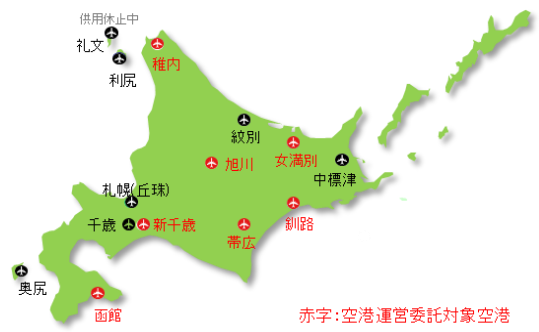 供用休止中
礼文
稚内
利尻
紋別
女満別
旭川
中標津
札幌(丘珠)
千歳
新千歳
釧路
帯広
奥尻
函館
赤字:空港運営委託対象空港